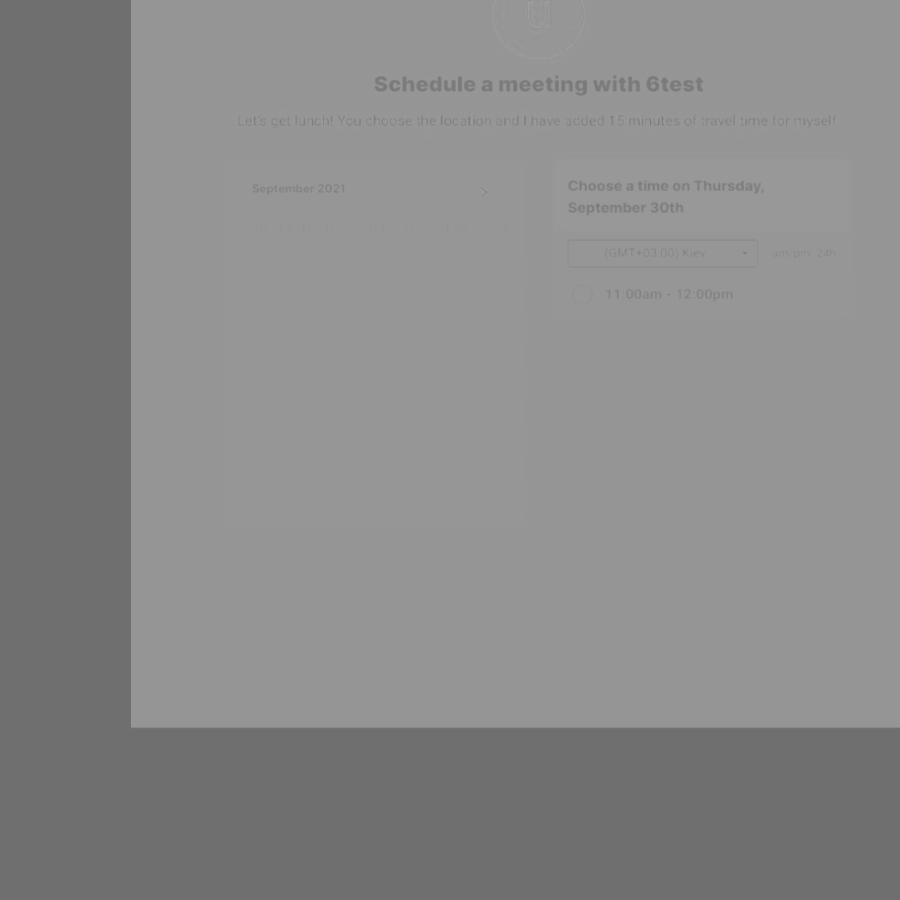 Schedule a meeting with 6test
Let's get lunch! You choose the location and I have added 15 minutes of travel time for myself
September 2021
Choose a time on Thursday,
September 30th
(GMT+03:00) Kiev
am/pm 24h
11:00am - 12:00pm